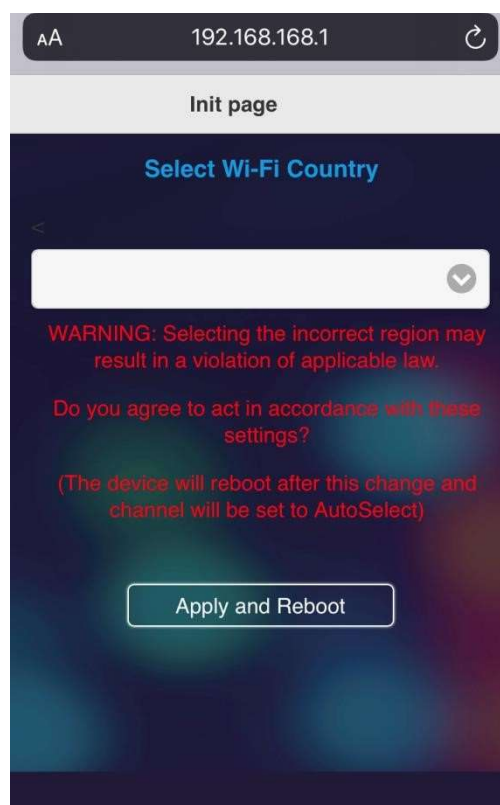 AA
192.168.168.1
Init page
Select Wi-Fi Country
<
WARNING: Selecting the incorrect region may
result in a violation of applicable law.
Do you agree to act in accordance with these
settings?
(The device will reboot after this change and
channel will be set to AutoSelect)
Apply and Reboot